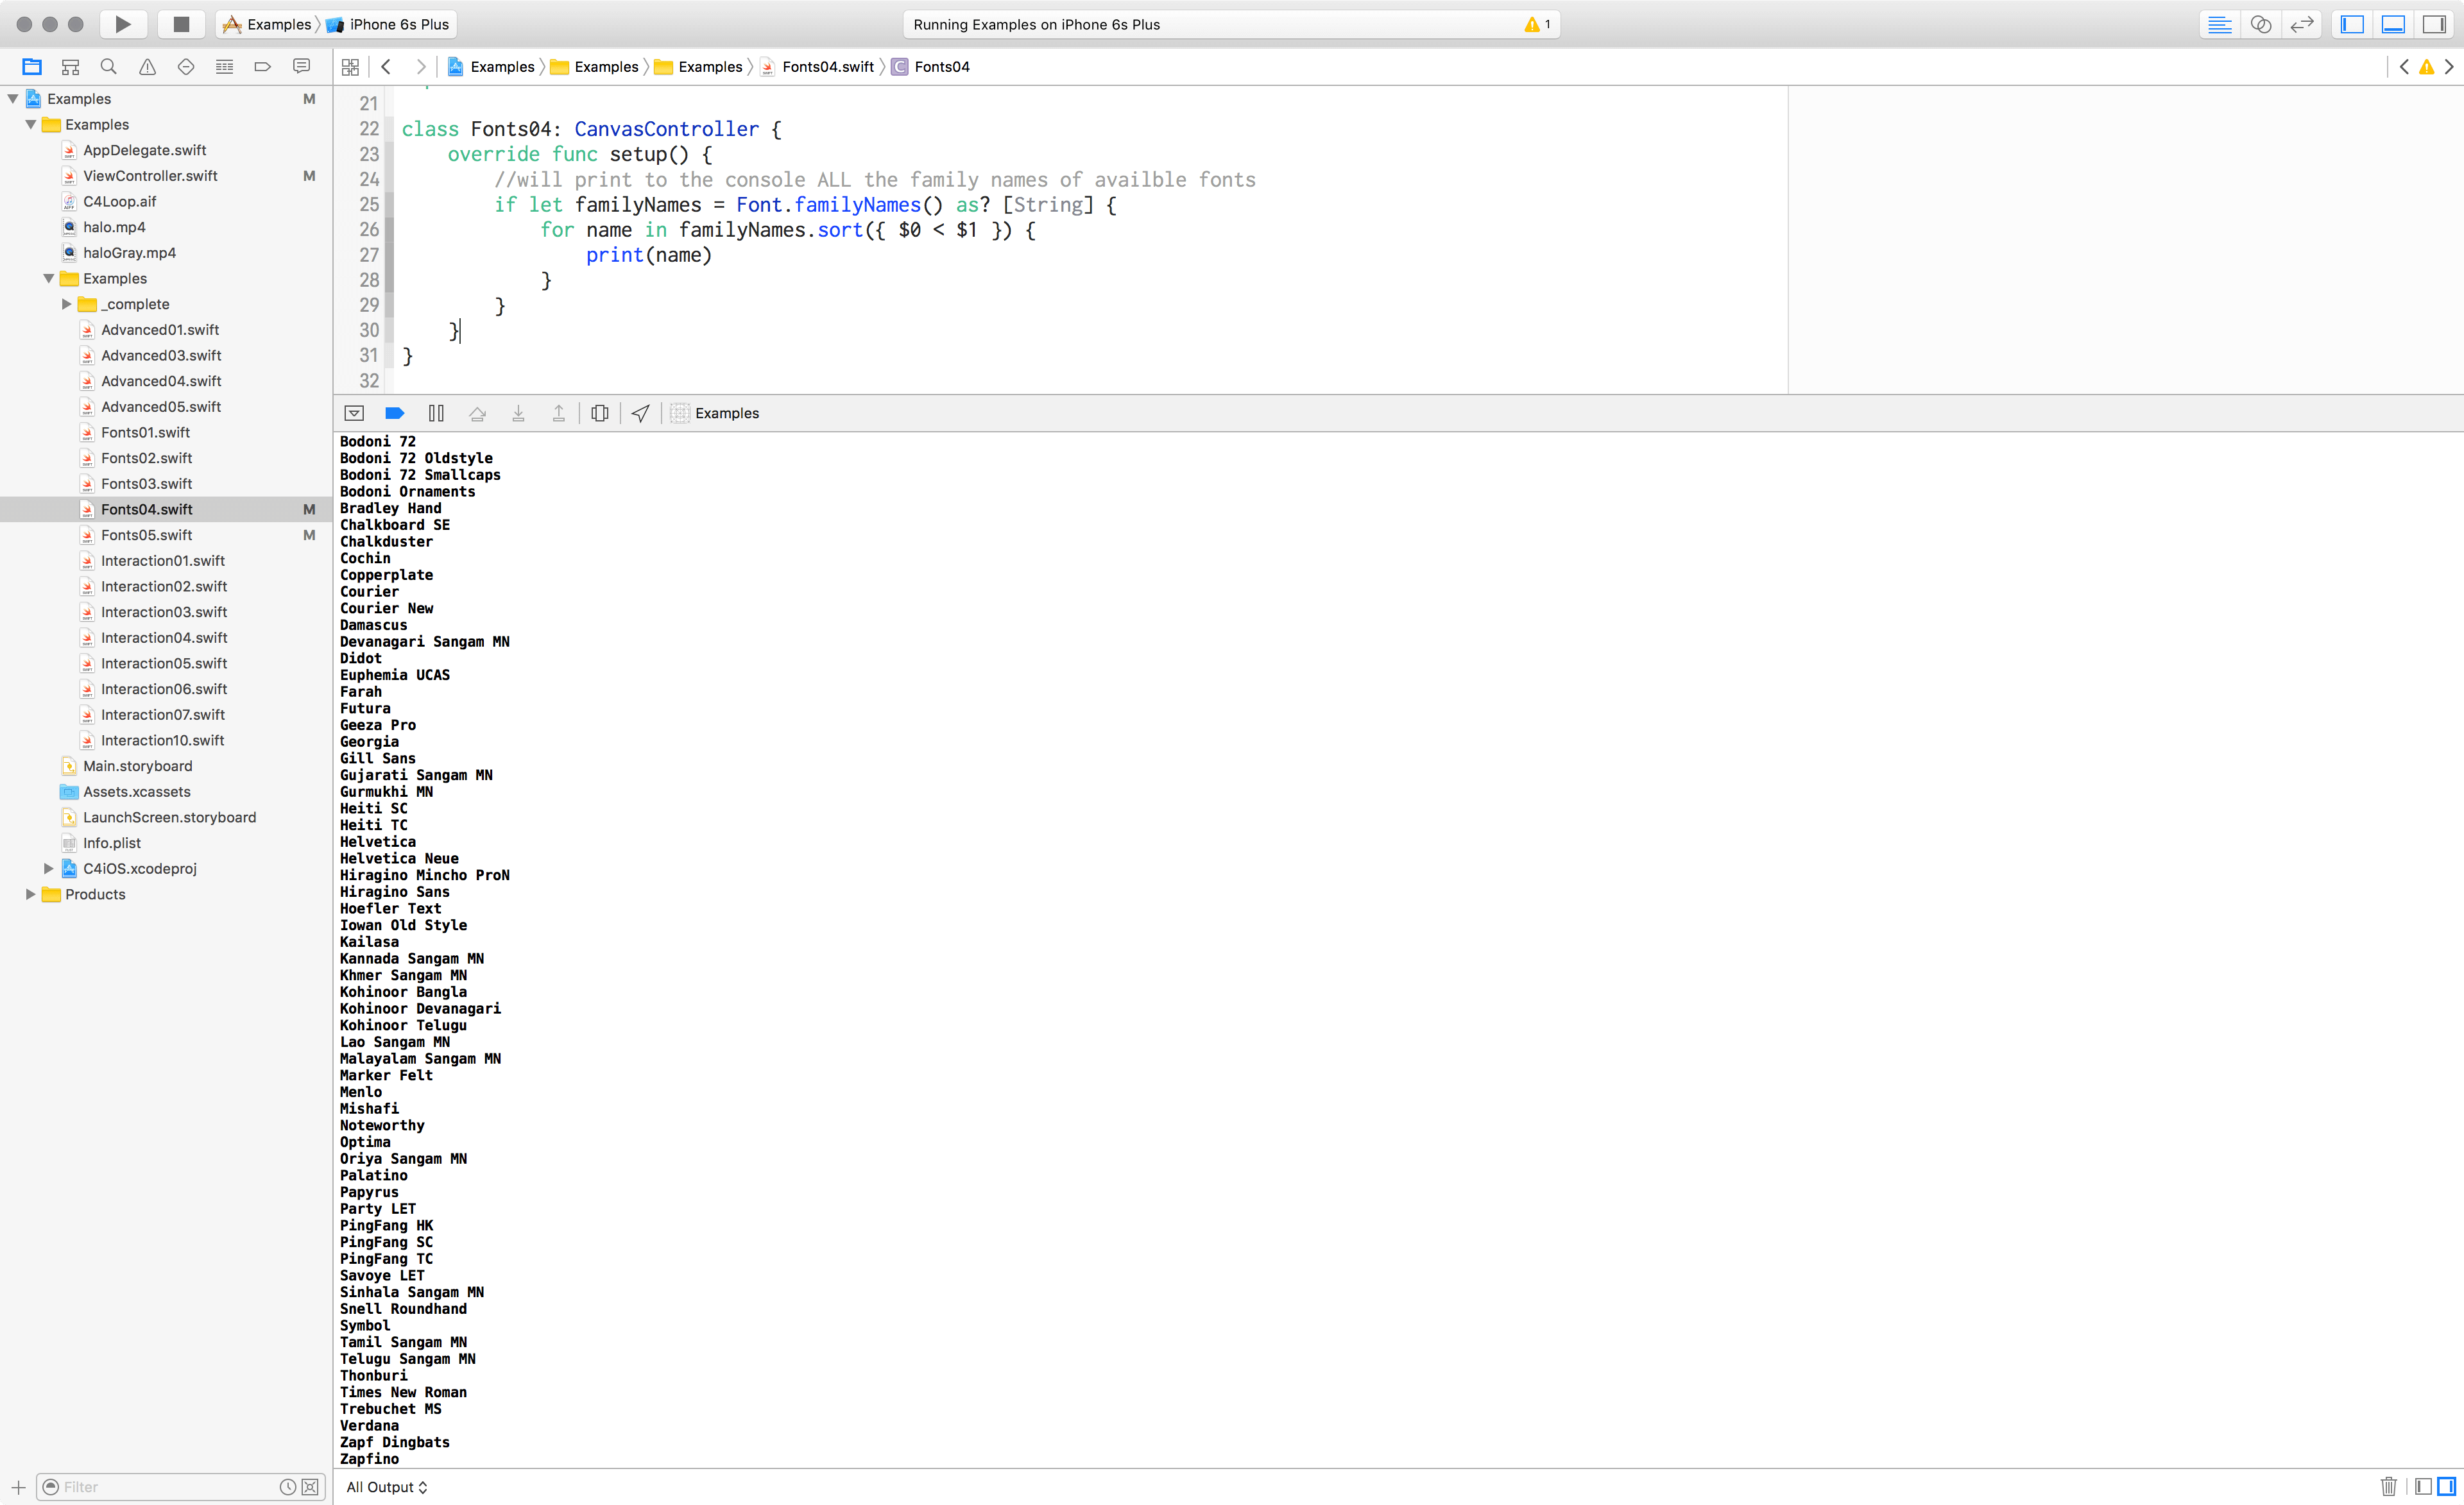 Examples iPhone 6s Plus
Running Examples on iPhone 6s Plus
1
Examples Examples Examples Fonts04.swift C Fonts04
Examples M
Examples
AppDelegate.swift
ViewController.swift M
C4Loop.aif
halo.mp4
haloGray.mp4
Examples
_complete
Advanced01.swift
Advanced03.swift
Advanced04.swift
Advanced05.swift
Fonts01.swift
Fonts02.swift
Fonts03.swift
Fonts04.swift M
Fonts05.swift M
Interaction01.swift
Interaction02.swift
Interaction03.swift
Interaction04.swift
Interaction05.swift
Interaction06.swift
Interaction07.swift
Interaction10.swift
Main.storyboard
Assets.xcassets
LaunchScreen.storyboard
Info.plist
C4iOS.xcodeproj
Products
Filter
21
22 class Fonts04: CanvasController {
23 override func setup() {
24 //will print to the console ALL the family names of availble fonts
25 if let familyNames = Font.familyNames() as? [String] {
26 for name in familyNames.sort({ $0 < $1 }) {
27 print(name)
28 }
29 }
30 }
31 }
32
Examples
Bodoni 72
Bodoni 72 Oldstyle
Bodoni 72 Smallcaps
Bodoni Ornaments
Bradley Hand
Chalkboard SE
Chalkduster
Cochin
Copperplate
Courier
Courier New
Damascus
Devanagari Sangam MN
Didot
Euphemia UCAS
Farah
Futura
Geeza Pro
Georgia
Gill Sans
Gujarati Sangam MN
Gurmukhi MN
Heiti SC
Heiti TC
Helvetica
Helvetica Neue
Hiragino Mincho ProN
Hiragino Sans
Hoefler Text
Iowan Old Style
Kailasa
Kannada Sangam MN
Khmer Sangam MN
Kohinoor Bangla
Kohinoor Devanagari
Kohinoor Telugu
Lao Sangam MN
Malayalam Sangam MN
Marker Felt
Menlo
Mishafi
Noteworthy
Optima
Oriya Sangam MN
Palatino
Papyrus
Party LET
PingFang HK
PingFang SC
PingFang TC
Savoye LET
Sinhala Sangam MN
Snell Roundhand
Symbol
Tamil Sangam MN
Telugu Sangam MN
Thonburi
Times New Roman
Trebuchet MS
Verdana
Zapf Dingbats
Zapfino
All Output